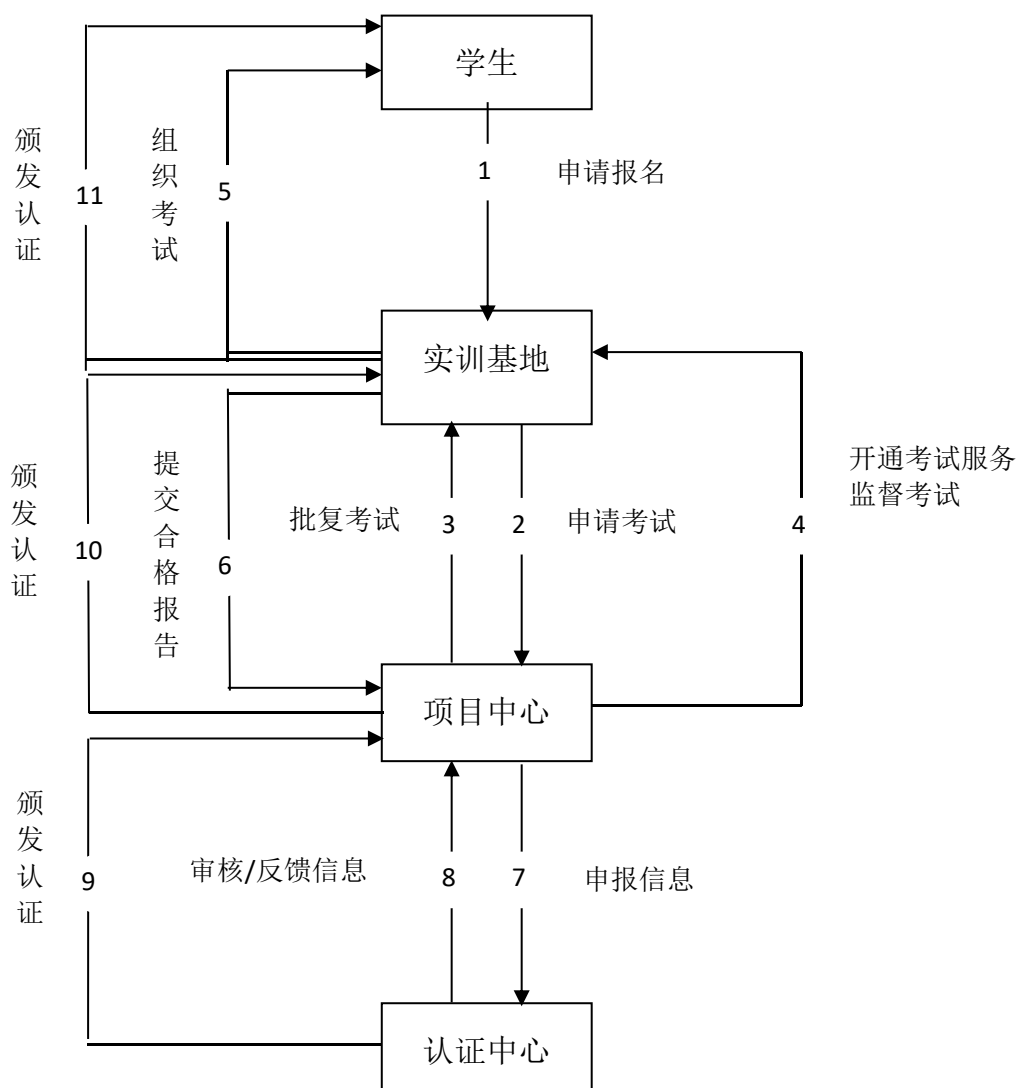 学生
颁发认证
11
组织考试
5
1
申请报名
实训基地
颁发认证
10
提交合格报告
6
批复考试
3
2
申请考试
4
开通考试服务
监督考试
项目中心
颁发认证
9
审核/反馈信息
8
7
申报信息
认证中心